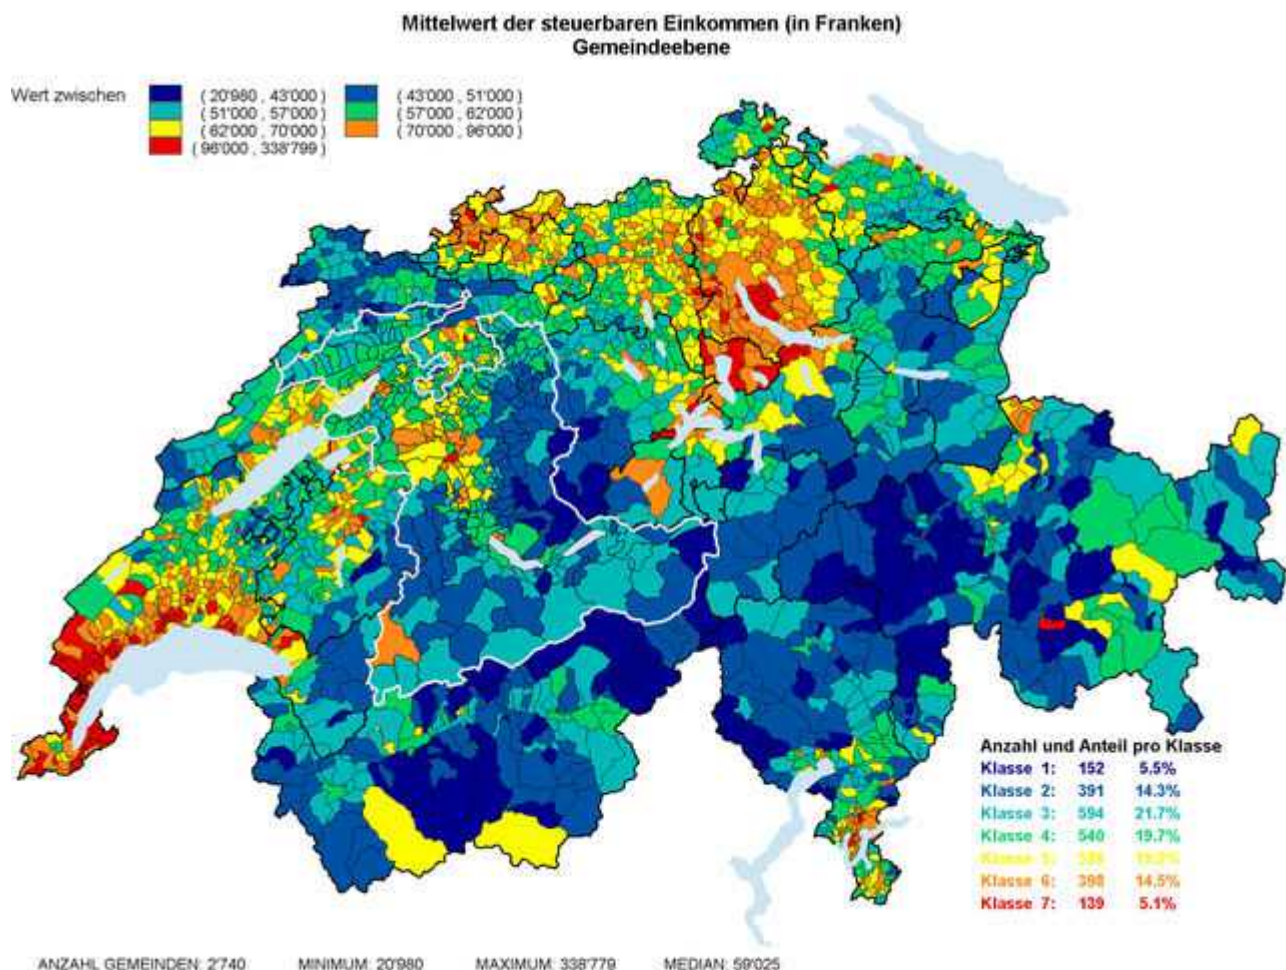 Mittelwert der steuerbaren Einkommen (in Franken)
Gemeindeebene
Wert zwischen
( 20'980 , 43'000 ) ( 43'000 , 51'000 )
( 51'000 , 57'000 ) ( 57'000 , 62'000 )
( 62'000 , 70'000 ) ( 70'000 , 96'000 )
( 96'000 , 338'799 )
Anzahl und Anteil pro Klasse
Klasse 1: 152 5.5%
Klasse 2: 391 14.3%
Klasse 3: 594 21.7%
Klasse 4: 540 19.7%
Klasse 5:
Klasse 6: 398 14.5%
Klasse 7: 139 5.1%
ANZAHL GEMEINDEN: 2'740 MINIMUM: 20'980 MAXIMUM: 338'779 MEDIAN: 59'025